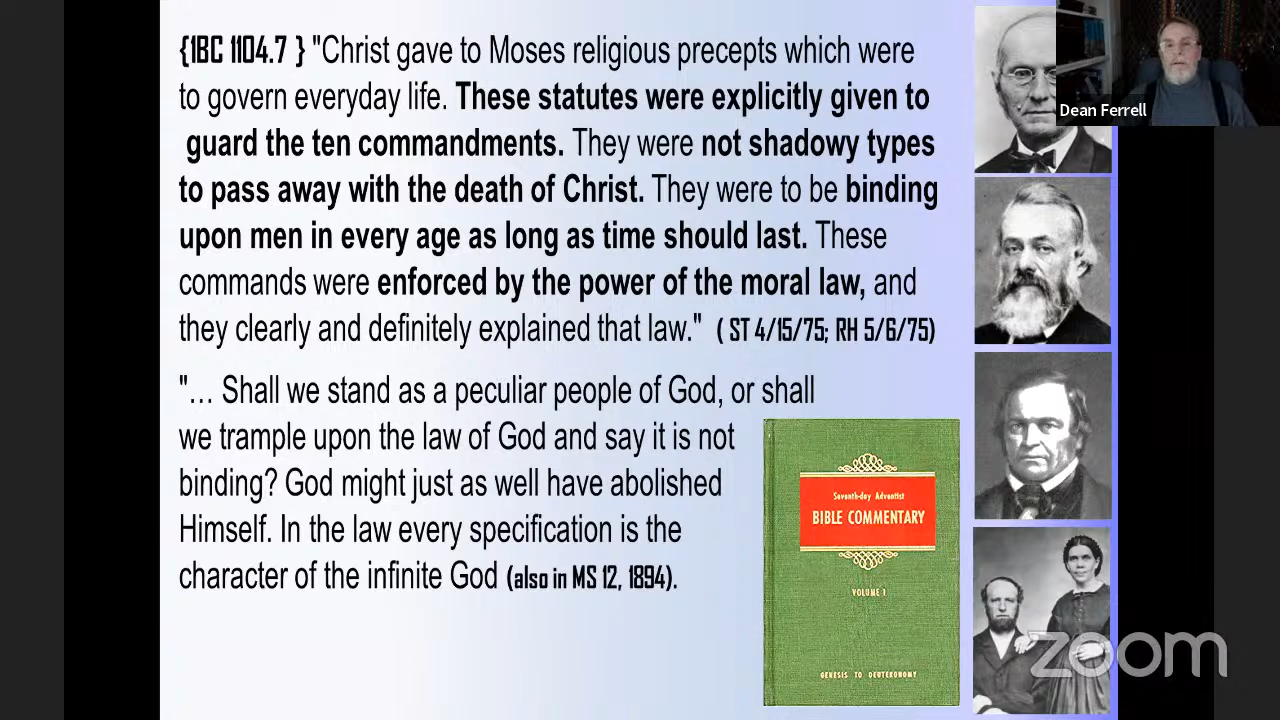 {1BC 1104.7 } "Christ gave to Moses religious precepts which were
to govern everyday life. These statutes were explicitly given to
guard the ten commandments. They were not shadowy types
to pass away with the death of Christ. They were to be binding
upon men in every age as long as time should last. These
commands were enforced by the power of the moral law, and
they clearly and definitely explained that law." ( ST 4/15/75; RH 5/6/75)
"... Shall we stand as a peculiar people of God, or shall
we trample upon the law of God and say it is not
binding? God might just as well have abolished
Himself. In the law every specification is the
character of the infinite God (also in MS 12, 1894).
Seventh-day Adventist
BIBLE COMMENTARY
VOLUME 1
GENESIS TO DEUTERONOMY
Dean Ferrell
zoom